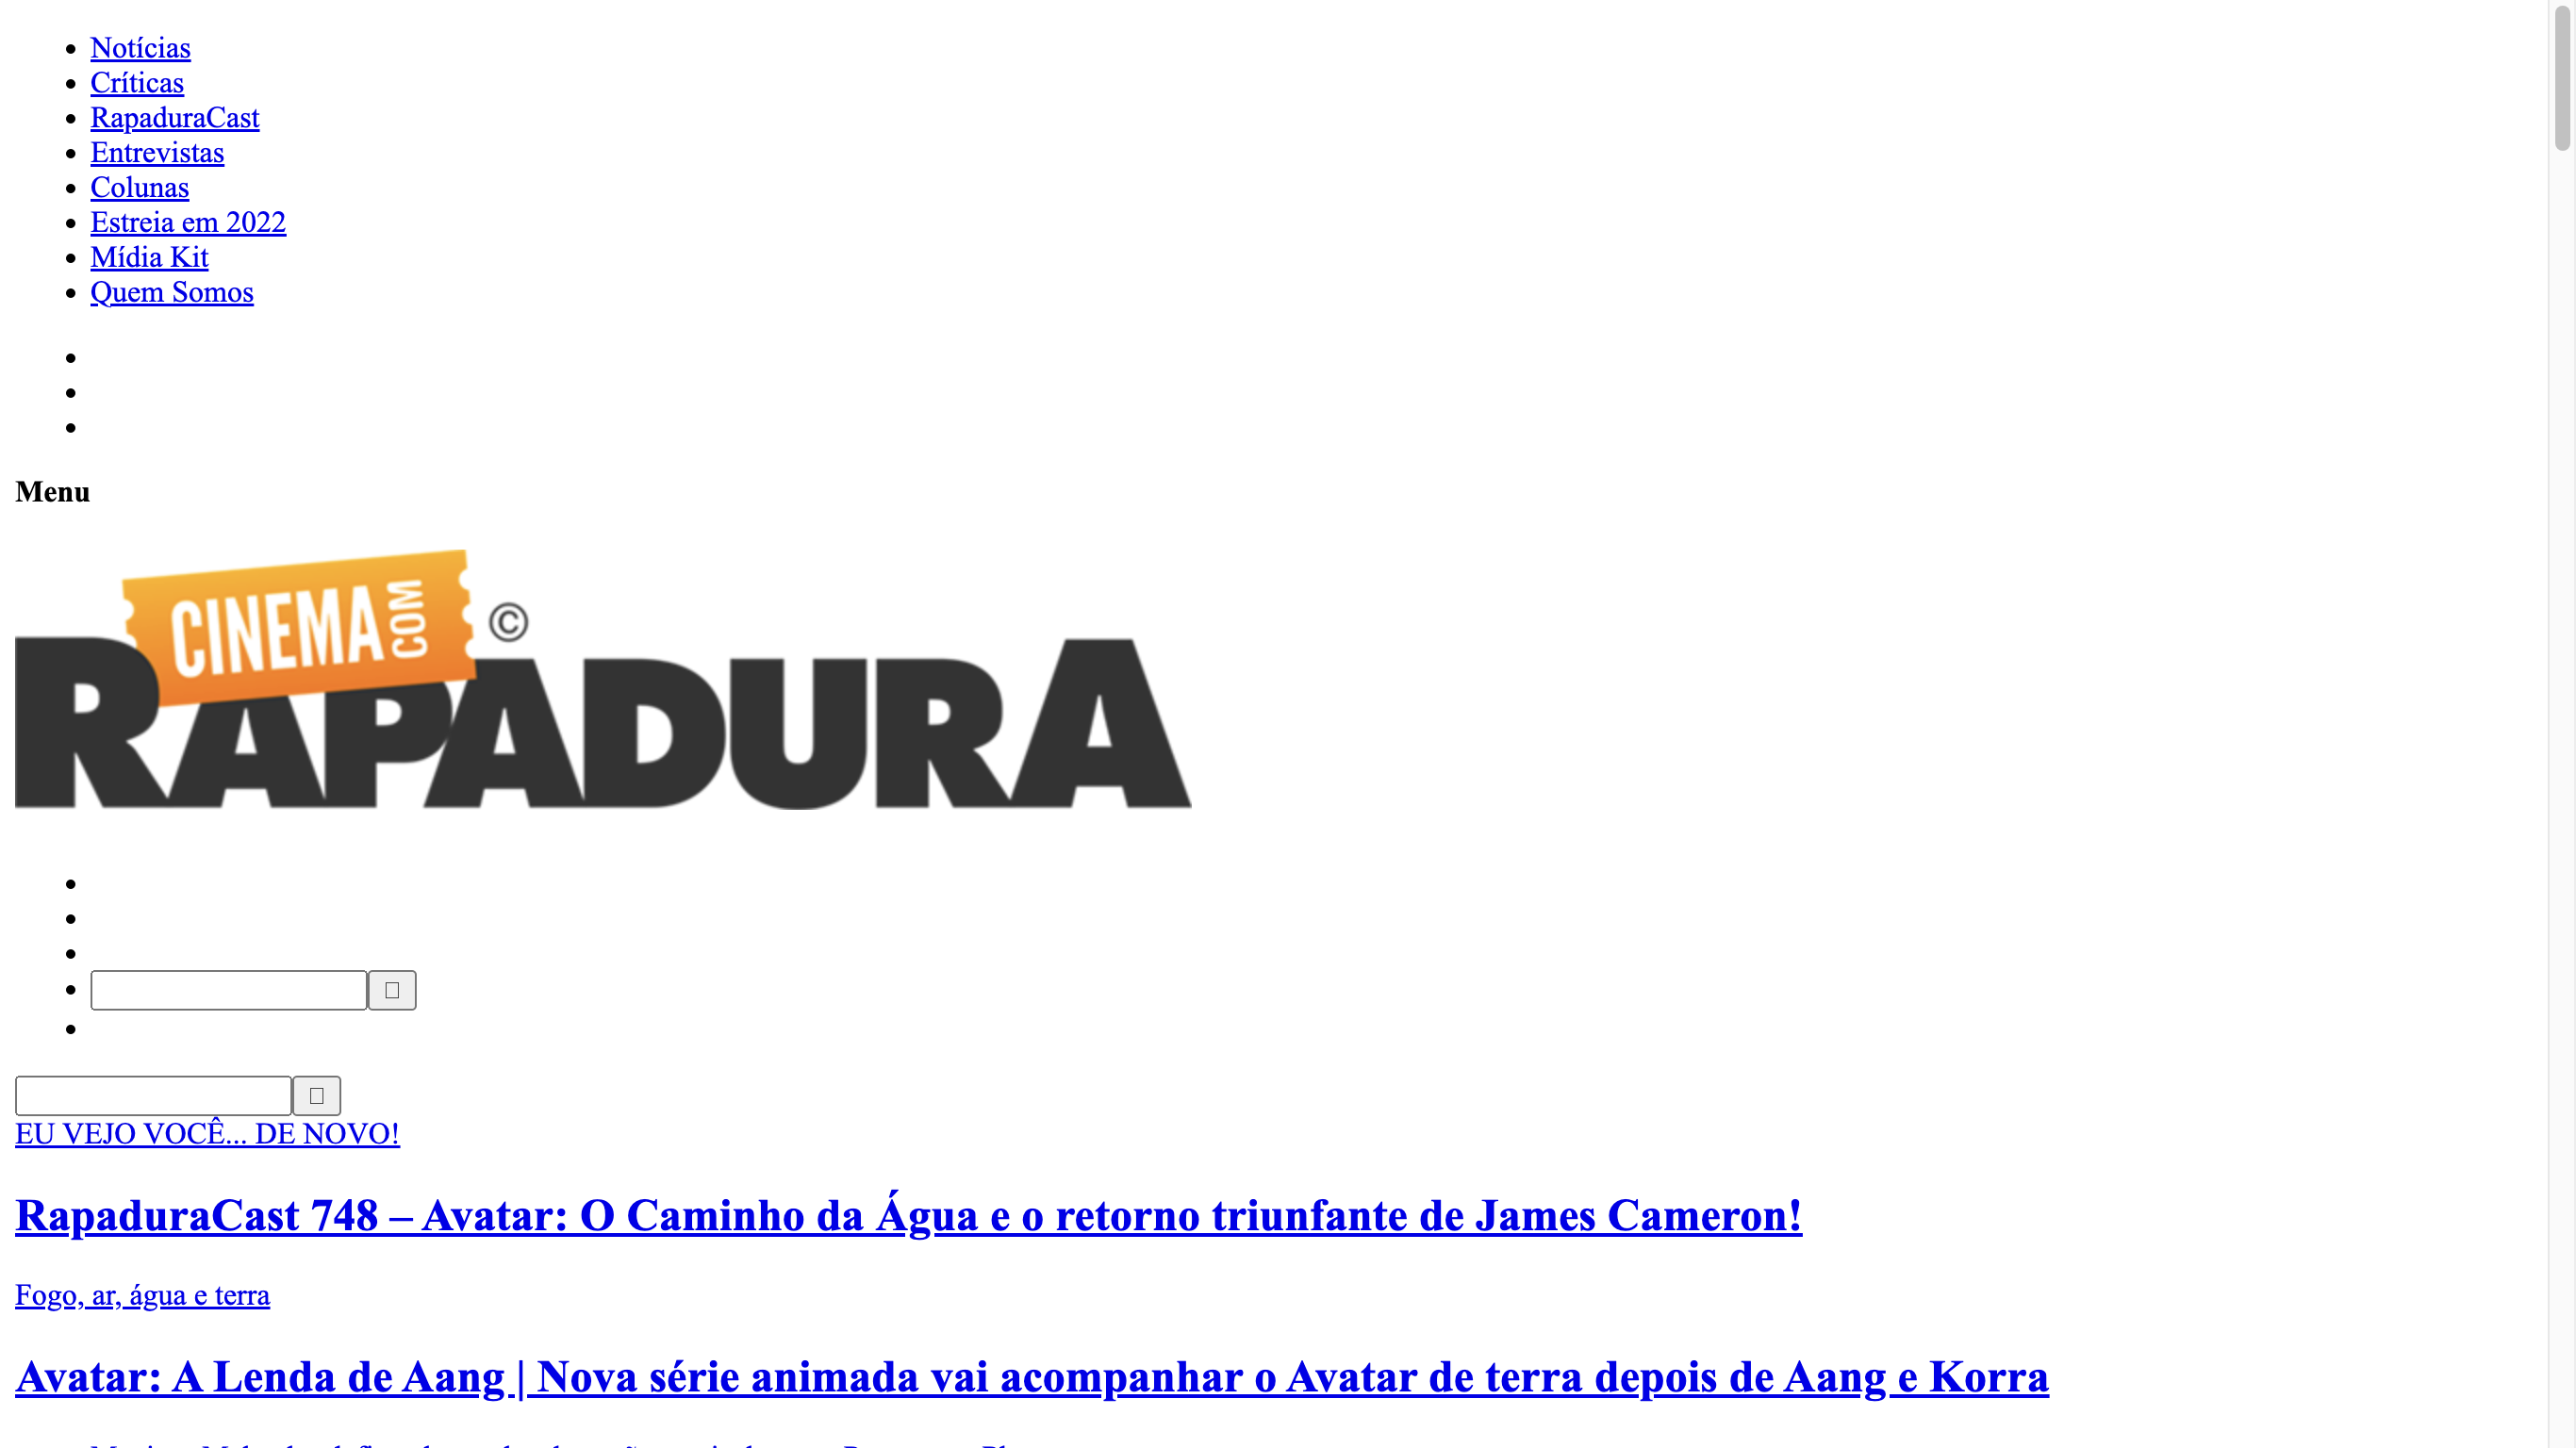 Notícias
Críticas
RapaduraCast
Entrevistas
Colunas
Estreia em 2022
Mídia Kit
Quem Somos
Menu
CINEMA COM ©
RAPADURA
EU VEJO VOCÊ... DE NOVO!
RapaduraCast 748 – Avatar: O Caminho da Água e o retorno triunfante de James Cameron!
Fogo, ar, água e terra
Avatar: A Lenda de Aang | Nova série animada vai acompanhar o Avatar de terra depois de Aang e Korra